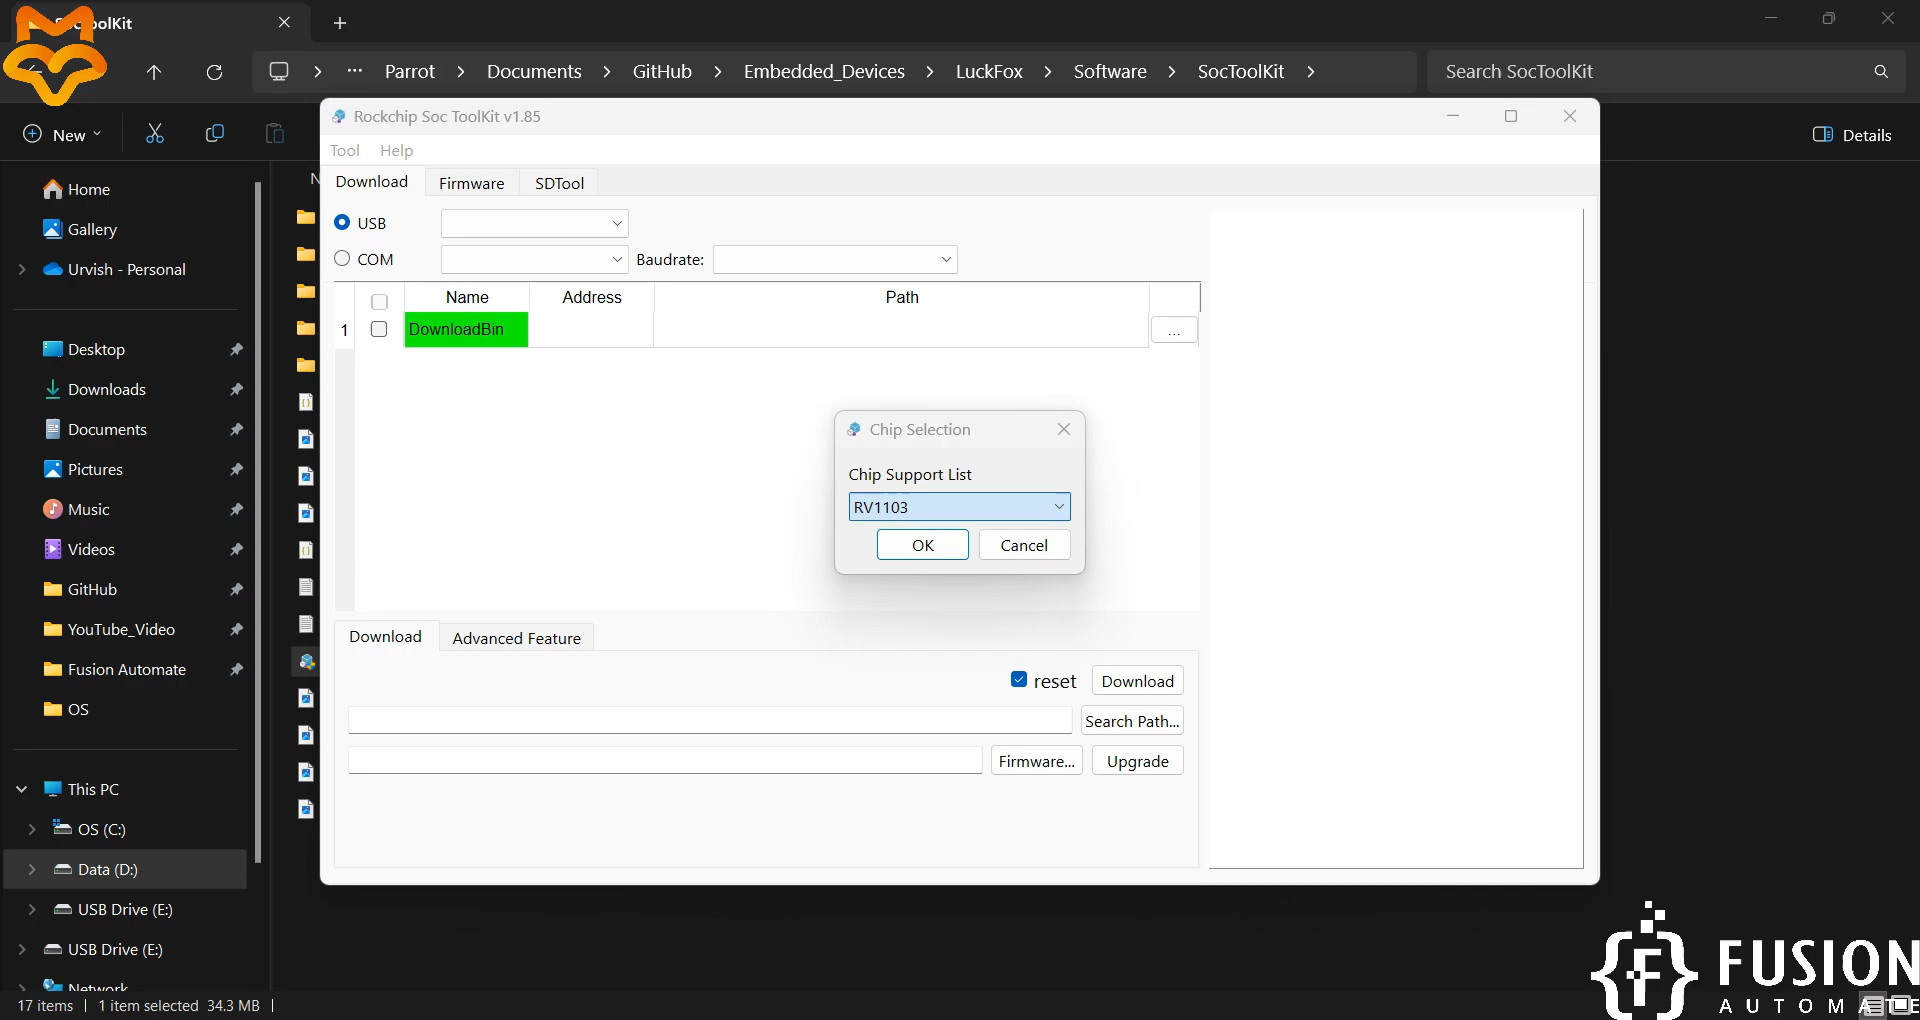 SocToolKit
Parrot
Documents
GitHub
Embedded_Devices
LuckFox
Software
SocToolKit
Search SocToolKit
New
Details
Home
Gallery
Urvish - Personal
Desktop
Downloads
Documents
Pictures
Music
Videos
GitHub
YouTube_Video
Fusion Automate
OS
This PC
OS (C:)
Data (D:)
USB Drive (E:)
USB Drive (E:)
Network
17 items
1 item selected 34.3 MB
Rockchip Soc ToolKit v1.85
Tool Help
Download Firmware SDTool
USB
COM
Baudrate:
Name Address Path
1 DownloadBin ...
Chip Selection
Chip Support List
RV1103
OK Cancel
Download Advanced Feature
reset Download
Search Path...
Firmware... Upgrade
FUSION
AUTOMATE